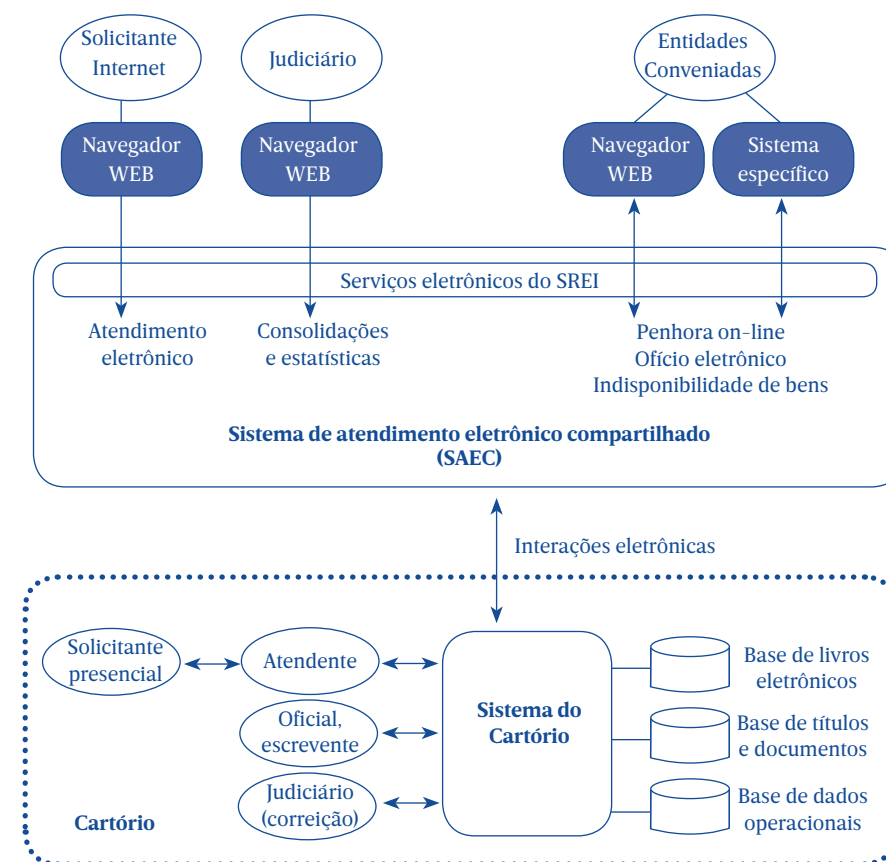 Solicitante
Internet
Judiciário
Entidades
Conveniadas
Navegador
WEB
Navegador
WEB
Navegador
WEB
Sistema
específico
Serviços eletrônicos do SREI
Atendimento
eletrônico
Consolidações
e estatísticas
Penhora on-line
Ofício eletrônico
Indisponibilidade de bens
Sistema de atendimento eletrônico compartilhado
(SAEC)
Interações eletrônicas
Solicitante
presencial
Atendente
Oficial,
escrevente
Judiciário
(correição)
Cartório
Sistema do
Cartório
Base de livros
eletrônicos
Base de títulos
e documentos
Base de dados
operacionais